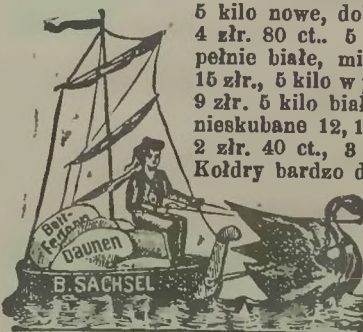 5 kilo nowe, do
4 złr. 80 ct.. 5
pełnie białe, mi
15 złr., 5 kilo w
9 złr. 5 kilo biał
nieskubane 12, 1
2 złr. 40 ct., 3
Kołdry bardzo d
Bett-
Federn
Daunen
B. SACHSEL